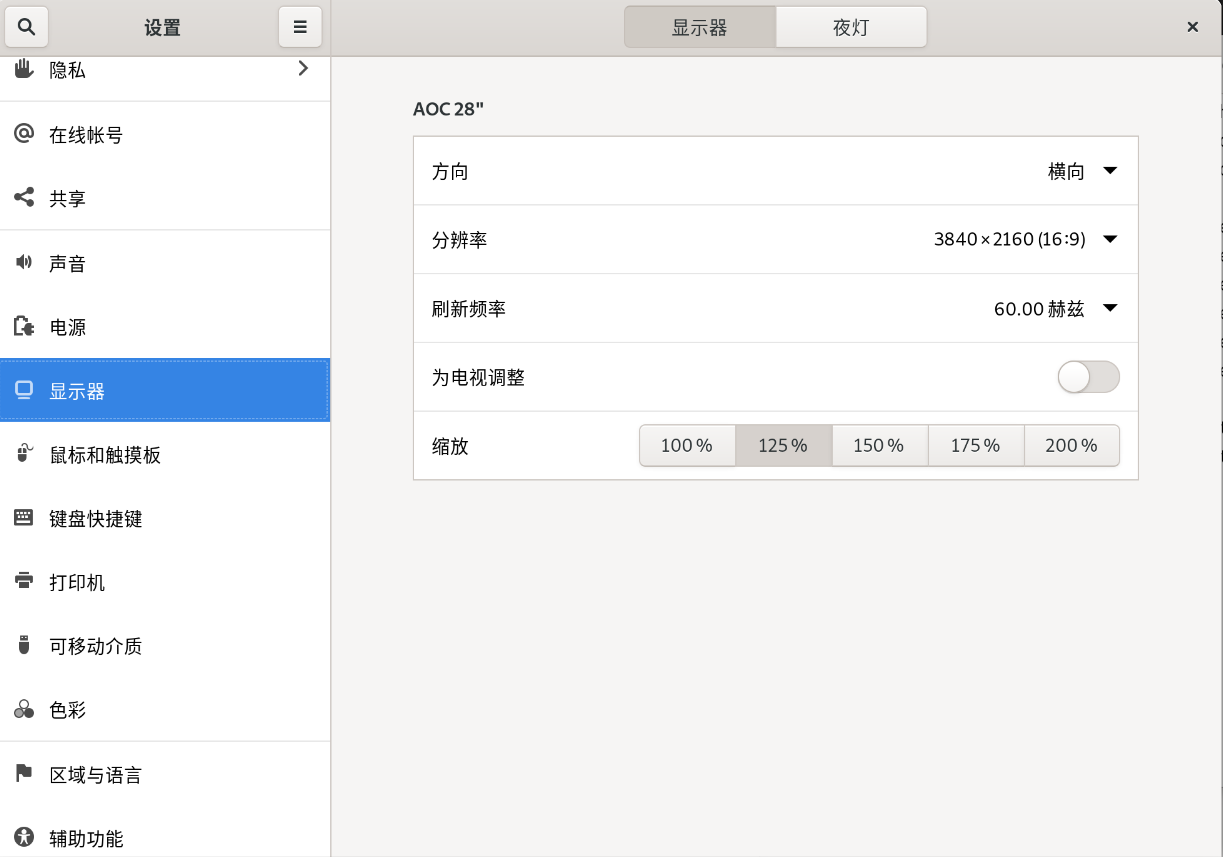 设置
显示器
夜灯
隐私
在线帐号
共享
声音
电源
显示器
鼠标和触摸板
键盘快捷键
打印机
可移动介质
色彩
区域与语言
辅助功能
AOC 28"
方向 横向
分辨率 3840×2160 (16∶9)
刷新频率 60.00 赫兹
为电视调整
缩放 100 % 125 % 150 % 175 % 200 %